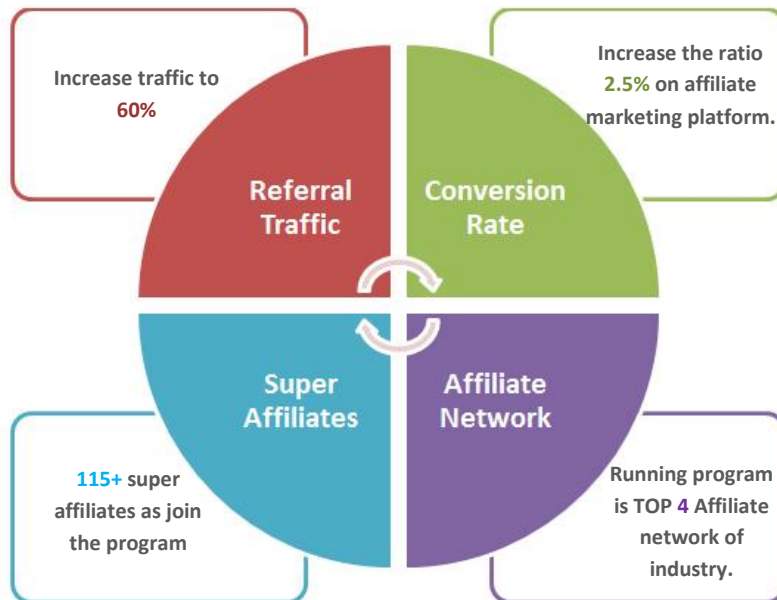 Increase traffic to
60%
Increase the ratio
2.5% on affiliate
marketing platform.
Referral
Traffic
Conversion
Rate
Super
Affiliates
Affiliate
Network
115+ super
affiliates as join
the program
Running program
is TOP 4 Affiliate
network of
industry.